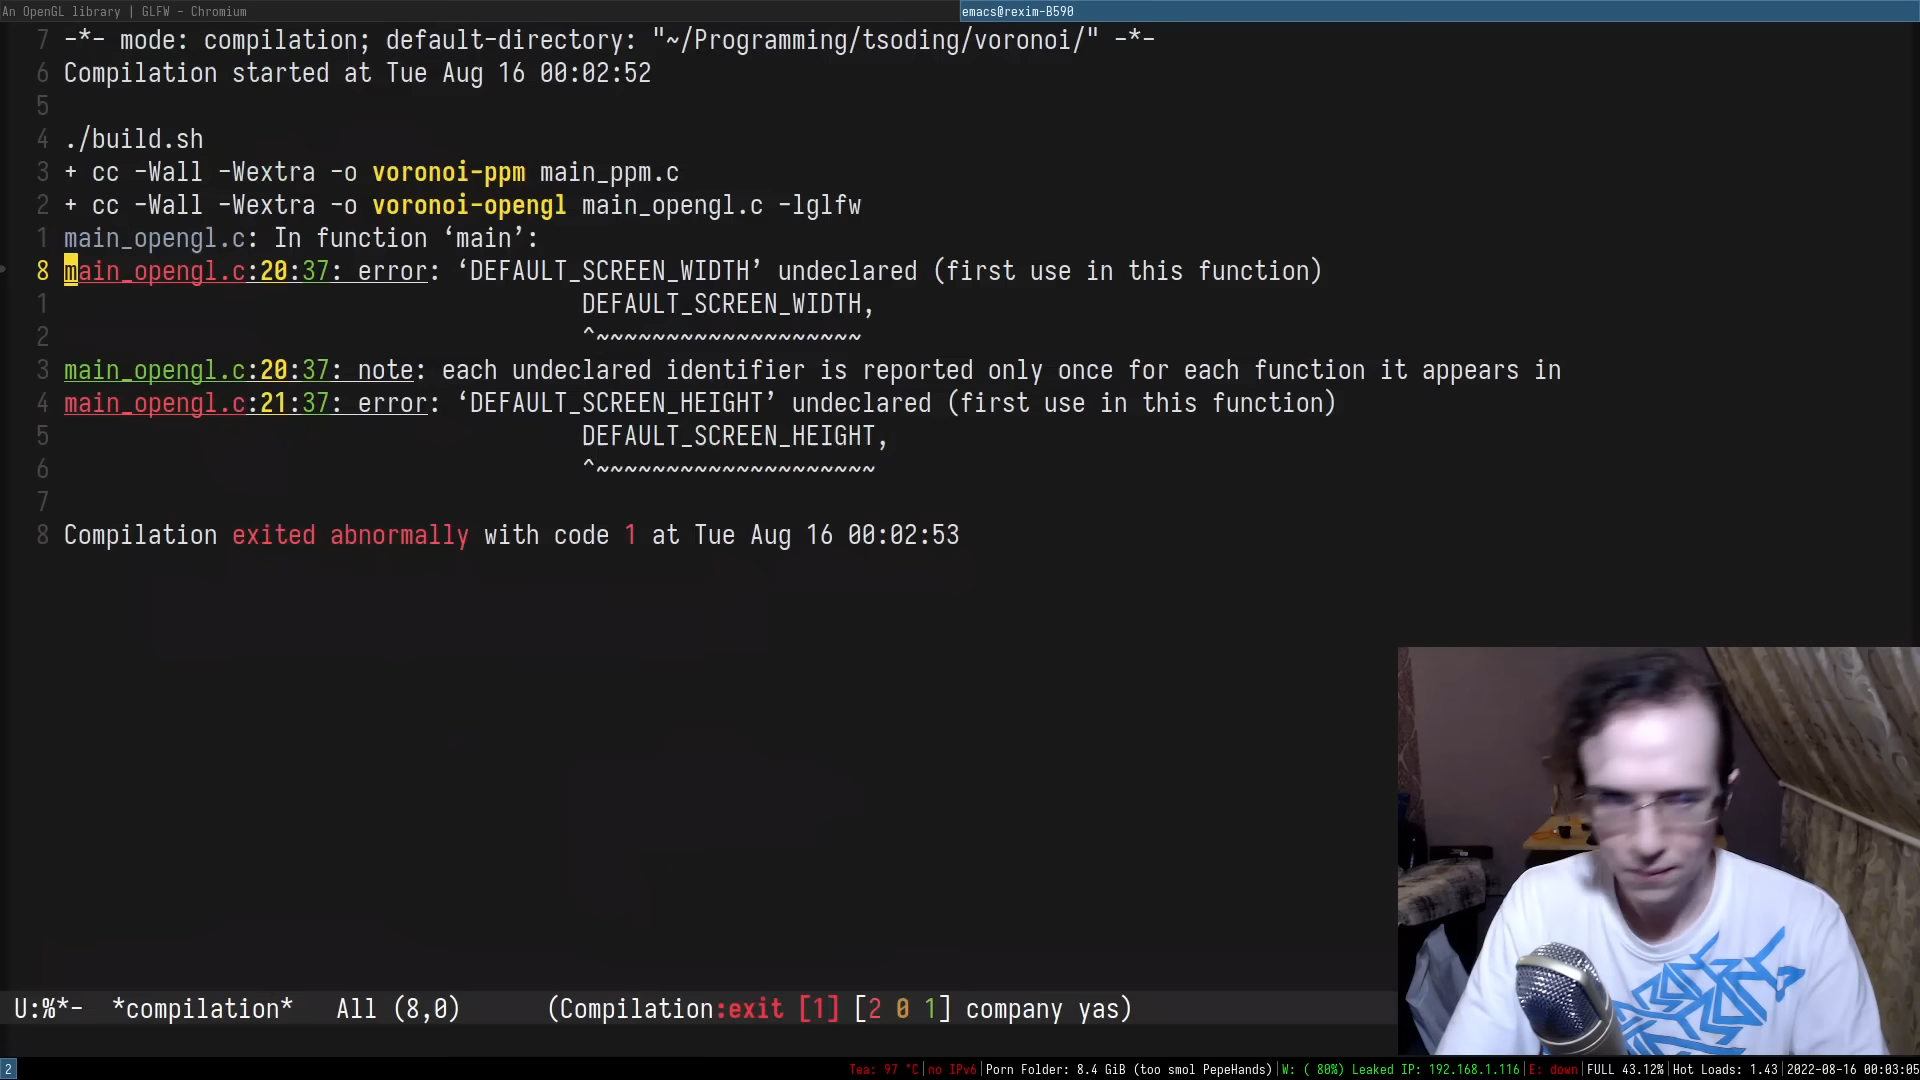 An OpenGL library | GLFW - Chromium
emacs@rexim-B590
7 -*- mode: compilation; default-directory: "~/Programming/tsoding/voronoi/" -*-
6 Compilation started at Tue Aug 16 00:02:52
5
4 ./build.sh
3 + cc -Wall -Wextra -o voronoi-ppm main_ppm.c
2 + cc -Wall -Wextra -o voronoi-opengl main_opengl.c -lglfw
1 main_opengl.c: In function ‘main’:
8 main_opengl.c:20:37: error: ‘DEFAULT_SCREEN_WIDTH’ undeclared (first use in this function)
1 DEFAULT_SCREEN_WIDTH,
2 ^~~~~~~~~~~~~~~~~~~~
3 main_opengl.c:20:37: note: each undeclared identifier is reported only once for each function it appears in
4 main_opengl.c:21:37: error: ‘DEFAULT_SCREEN_HEIGHT’ undeclared (first use in this function)
5 DEFAULT_SCREEN_HEIGHT,
6 ^~~~~~~~~~~~~~~~~~~~~
7
8 Compilation exited abnormally with code 1 at Tue Aug 16 00:02:53
U:%*- *compilation* All (8,0) (Compilation:exit [1] [2 0 1] company yas)
2 Tea: 97 °C|no IPv6|Porn Folder: 8.4 GiB (too smol PepeHands)|W: ( 80%) Leaked IP: 192.168.1.116|E: down|FULL 43.12%|Hot Loads: 1.43|2022-08-16 00:03:05